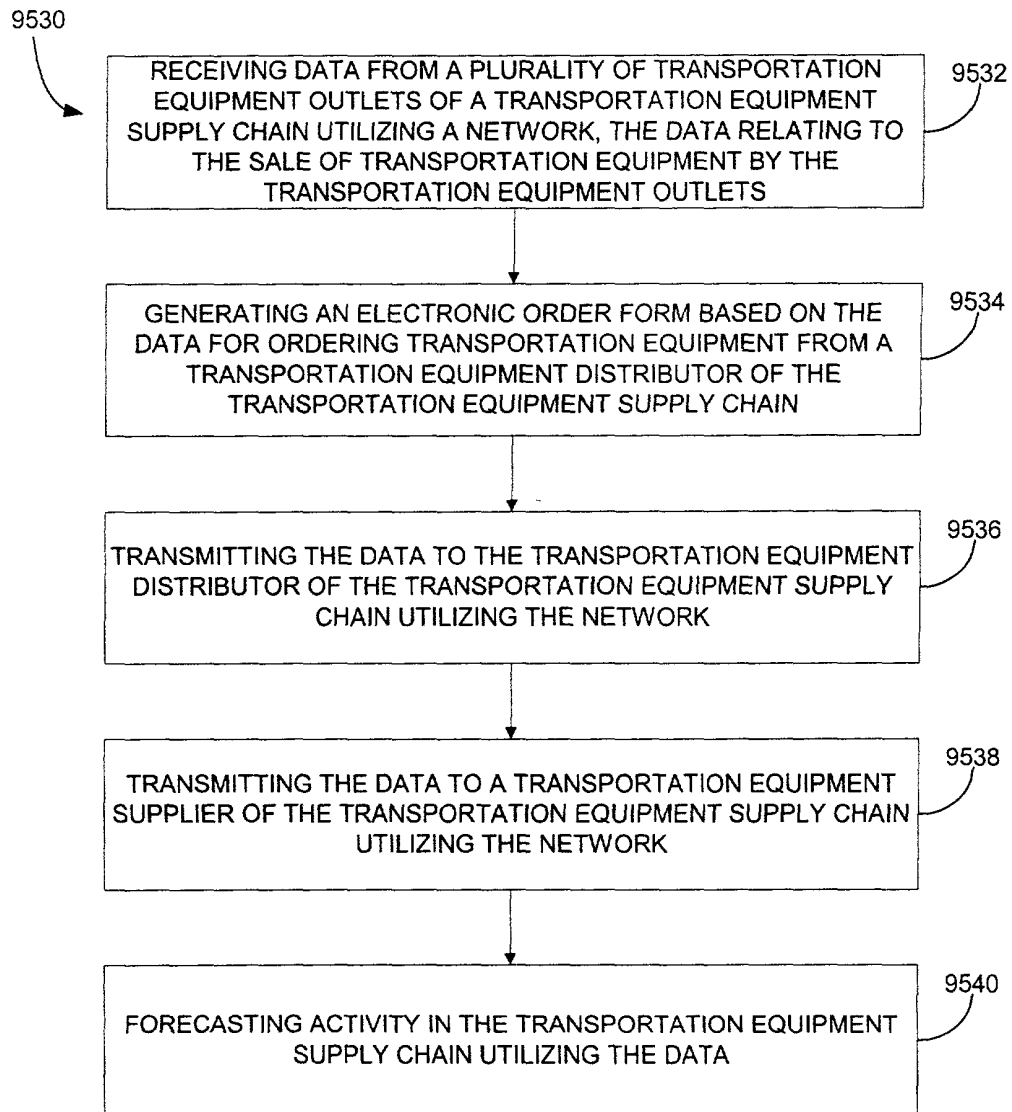 9530
RECEIVING DATA FROM A PLURALITY OF TRANSPORTATION
EQUIPMENT OUTLETS OF A TRANSPORTATION EQUIPMENT
SUPPLY CHAIN UTILIZING A NETWORK, THE DATA RELATING TO
THE SALE OF TRANSPORTATION EQUIPMENT BY THE
TRANSPORTATION EQUIPMENT OUTLETS
9532
GENERATING AN ELECTRONIC ORDER FORM BASED ON THE
DATA FOR ORDERING TRANSPORTATION EQUIPMENT FROM A
TRANSPORTATION EQUIPMENT DISTRIBUTOR OF THE
TRANSPORTATION EQUIPMENT SUPPLY CHAIN
9534
TRANSMITTING THE DATA TO THE TRANSPORTATION EQUIPMENT
DISTRIBUTOR OF THE TRANSPORTATION EQUIPMENT SUPPLY
CHAIN UTILIZING THE NETWORK
9536
TRANSMITTING THE DATA TO A TRANSPORTATION EQUIPMENT
SUPPLIER OF THE TRANSPORTATION EQUIPMENT SUPPLY CHAIN
UTILIZING THE NETWORK
9538
FORECASTING ACTIVITY IN THE TRANSPORTATION EQUIPMENT
SUPPLY CHAIN UTILIZING THE DATA
9540